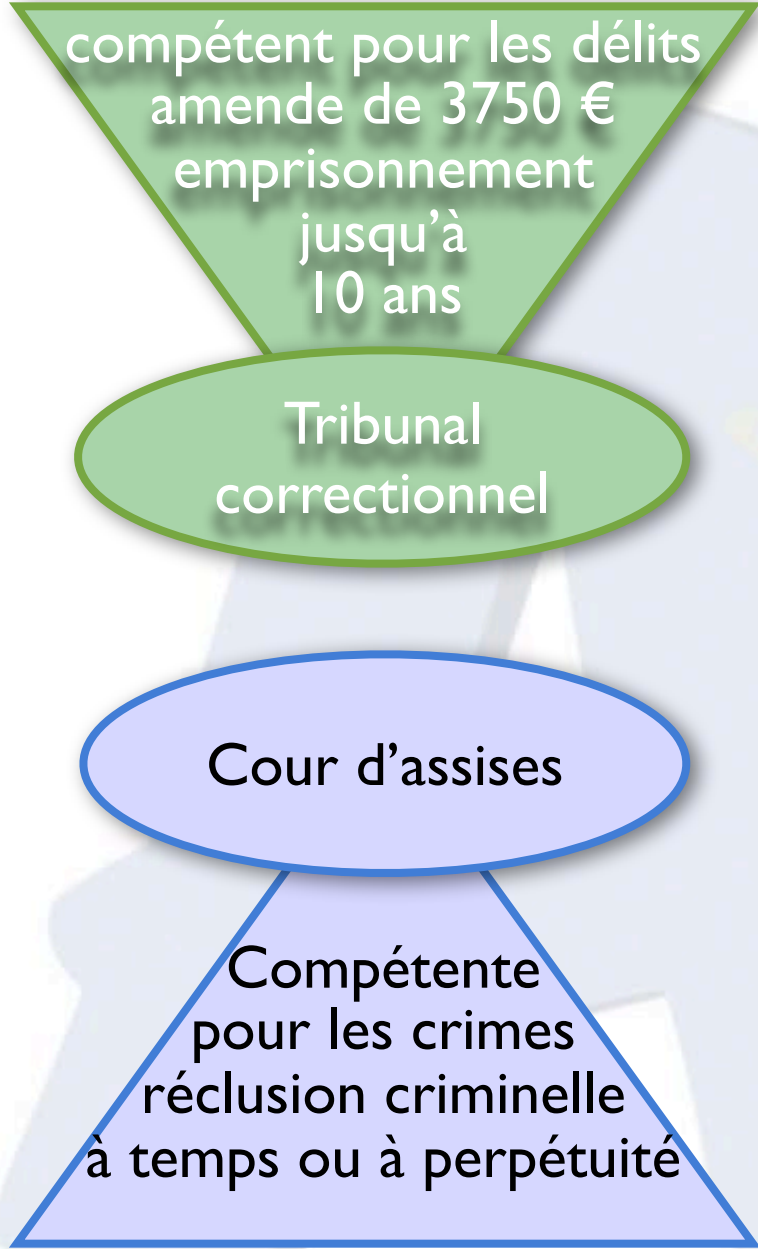 compétent pour les délits
amende de 3750 €
emprisonnement
jusqu’à
10 ans
Tribunal
correctionnel
Cour d’assises
Compétente
pour les crimes
réclusion criminelle
à temps ou à perpétuité